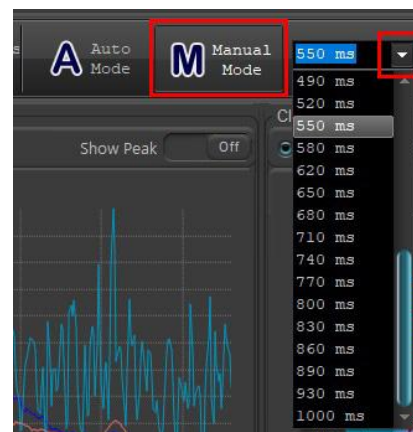 A Auto Mode
M Manual Mode
550 ms
490 ms
520 ms
550 ms
580 ms
620 ms
650 ms
680 ms
710 ms
740 ms
770 ms
800 ms
830 ms
860 ms
890 ms
930 ms
1000 ms
Show Peak Off